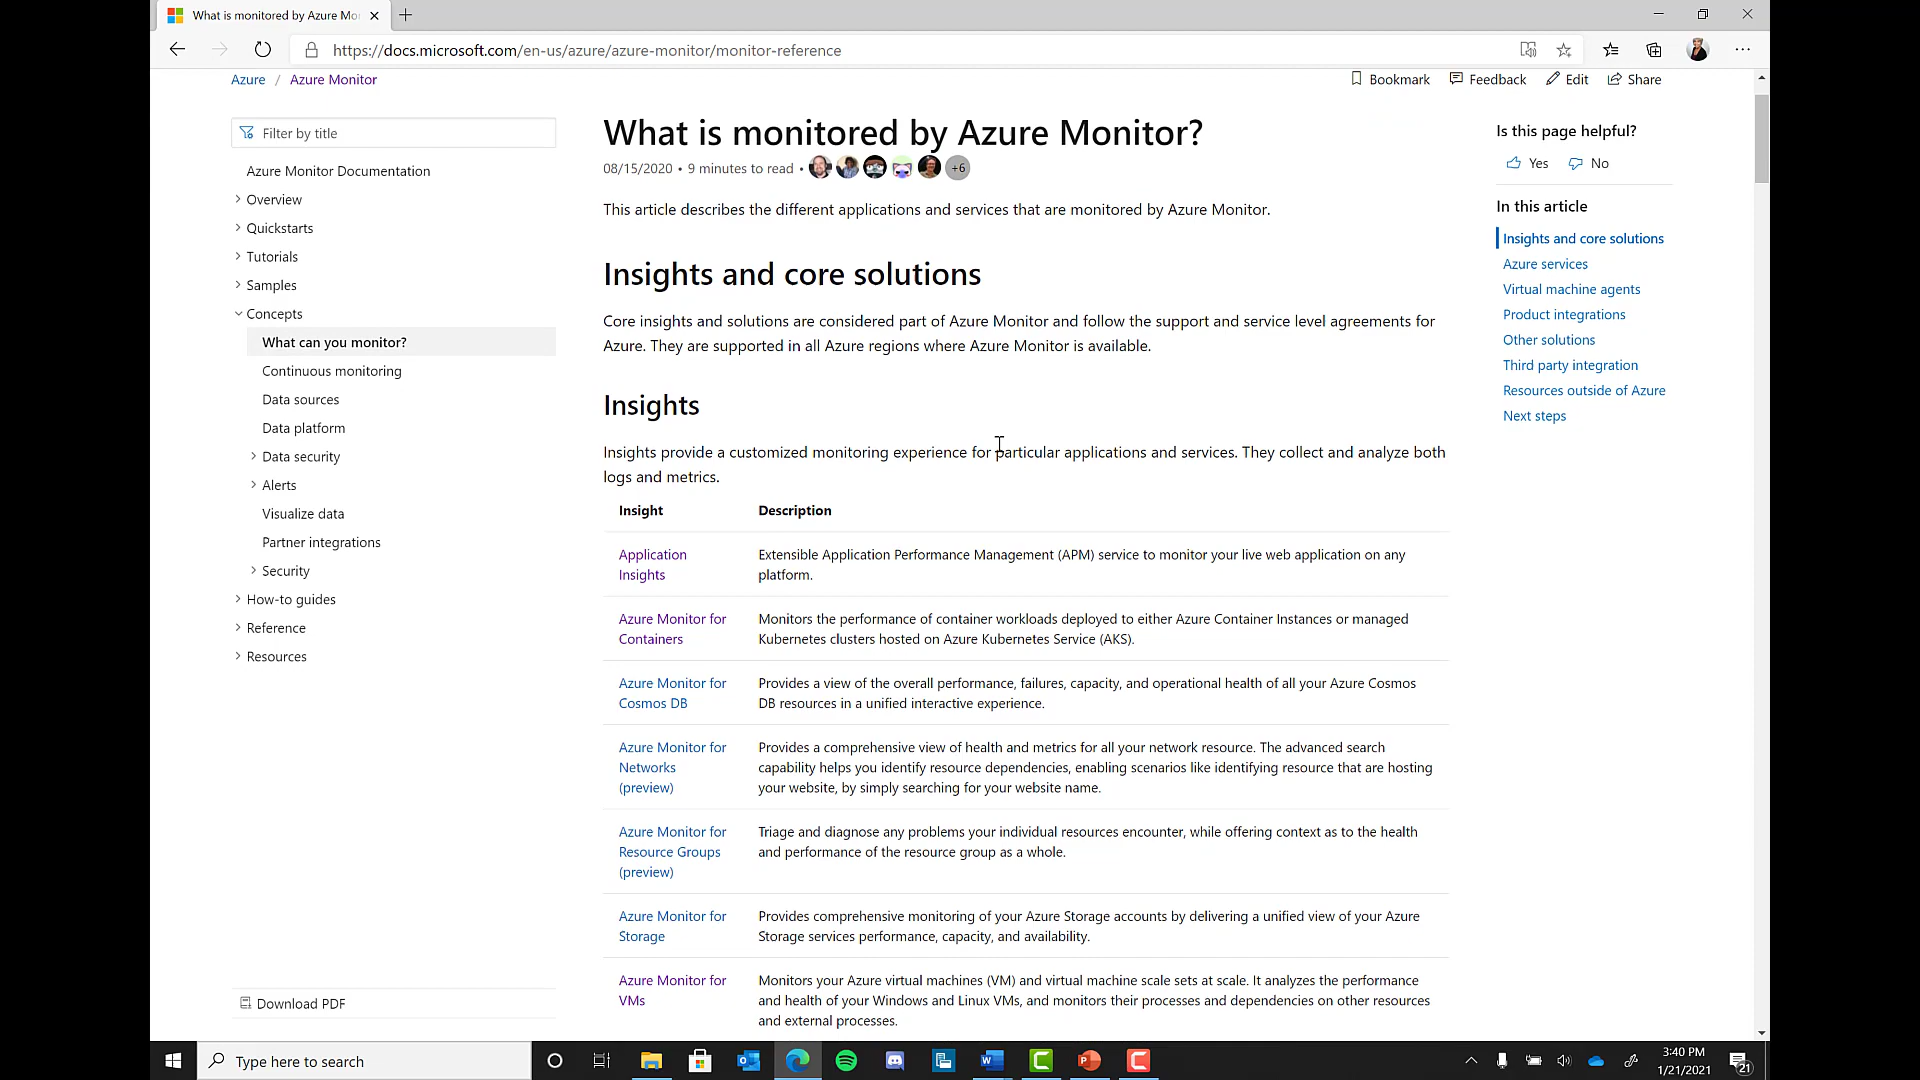 What is monitored by Azure Mo
https://docs.microsoft.com/en-us/azure/azure-monitor/monitor-reference
Azure / Azure Monitor
Bookmark Feedback Edit Share
Filter by title
Azure Monitor Documentation
Overview
Quickstarts
Tutorials
Samples
Concepts
What can you monitor?
Continuous monitoring
Data sources
Data platform
Data security
Alerts
Visualize data
Partner integrations
Security
How-to guides
Reference
Resources
Download PDF
What is monitored by Azure Monitor?
08/15/2020 • 9 minutes to read • +6
This article describes the different applications and services that are monitored by Azure Monitor.
Insights and core solutions
Core insights and solutions are considered part of Azure Monitor and follow the support and service level agreements for
Azure. They are supported in all Azure regions where Azure Monitor is available.
Insights
Insights provide a customized monitoring experience for particular applications and services. They collect and analyze both
logs and metrics.
Insight Description
Application Extensible Application Performance Management (APM) service to monitor your live web application on any
Insights platform.
Azure Monitor for Monitors the performance of container workloads deployed to either Azure Container Instances or managed
Containers Kubernetes clusters hosted on Azure Kubernetes Service (AKS).
Azure Monitor for Provides a view of the overall performance, failures, capacity, and operational health of all your Azure Cosmos
Cosmos DB DB resources in a unified interactive experience.
Azure Monitor for Provides a comprehensive view of health and metrics for all your network resource. The advanced search
Networks capability helps you identify resource dependencies, enabling scenarios like identifying resource that are hosting
(preview) your website, by simply searching for your website name.
Azure Monitor for Triage and diagnose any problems your individual resources encounter, while offering context as to the health
Resource Groups and performance of the resource group as a whole.
(preview)
Azure Monitor for Provides comprehensive monitoring of your Azure Storage accounts by delivering a unified view of your Azure
Storage Storage services performance, capacity, and availability.
Azure Monitor for Monitors your Azure virtual machines (VM) and virtual machine scale sets at scale. It analyzes the performance
VMs and health of your Windows and Linux VMs, and monitors their processes and dependencies on other resources
and external processes.
Is this page helpful?
Yes No
In this article
Insights and core solutions
Azure services
Virtual machine agents
Product integrations
Other solutions
Third party integration
Resources outside of Azure
Next steps
Type here to search
3:40 PM
1/21/2021
21